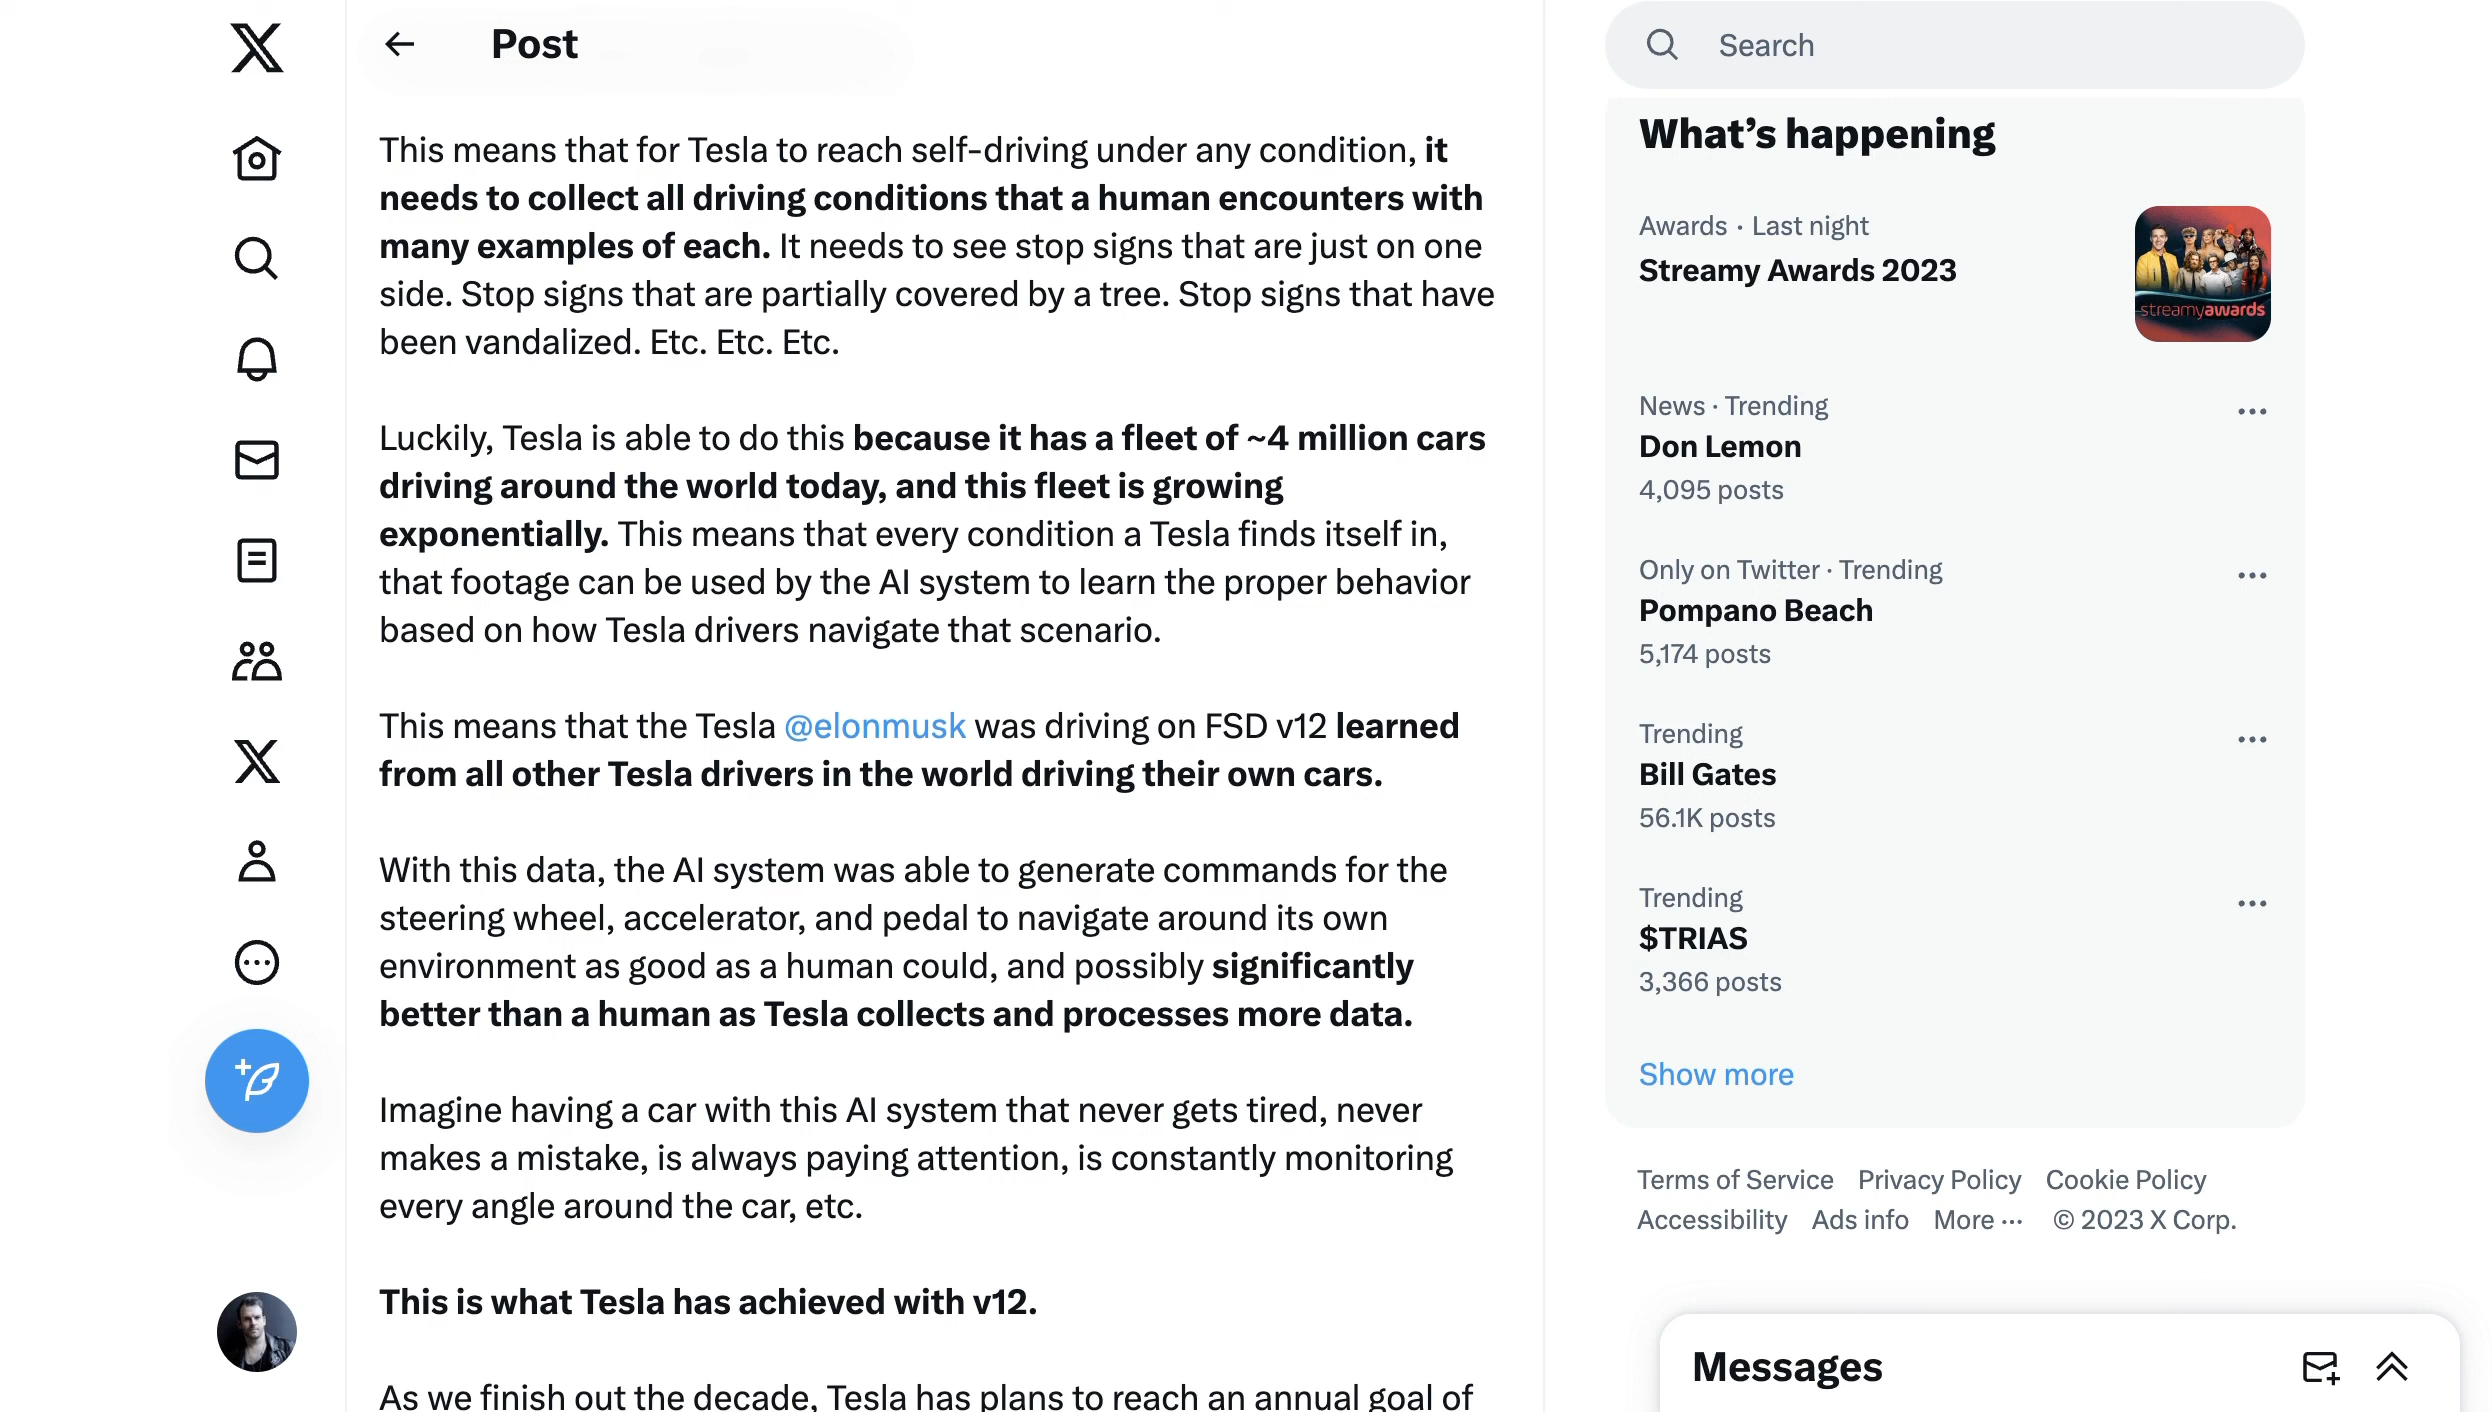 Post
This means that for Tesla to reach self-driving under any condition, it
needs to collect all driving conditions that a human encounters with
many examples of each. It needs to see stop signs that are just on one
side. Stop signs that are partially covered by a tree. Stop signs that have
been vandalized. Etc. Etc. Etc.
Luckily, Tesla is able to do this because it has a fleet of ~4 million cars
driving around the world today, and this fleet is growing
exponentially. This means that every condition a Tesla finds itself in,
that footage can be used by the AI system to learn the proper behavior
based on how Tesla drivers navigate that scenario.
This means that the Tesla @elonmusk was driving on FSD v12 learned
from all other Tesla drivers in the world driving their own cars.
With this data, the AI system was able to generate commands for the
steering wheel, accelerator, and pedal to navigate around its own
environment as good as a human could, and possibly significantly
better than a human as Tesla collects and processes more data.
Imagine having a car with this AI system that never gets tired, never
makes a mistake, is always paying attention, is constantly monitoring
every angle around the car, etc.
This is what Tesla has achieved with v12.
As we finish out the decade, Tesla has plans to reach an annual goal of
Search
What's happening
Awards · Last night
Streamy Awards 2023
streamyawards
News · Trending
Don Lemon
4,095 posts
Only on Twitter · Trending
Pompano Beach
5,174 posts
Trending
Bill Gates
56.1K posts
Trending
$TRIAS
3,366 posts
Show more
Terms of Service Privacy Policy Cookie Policy
Accessibility Ads info More ··· © 2023 X Corp.
Messages